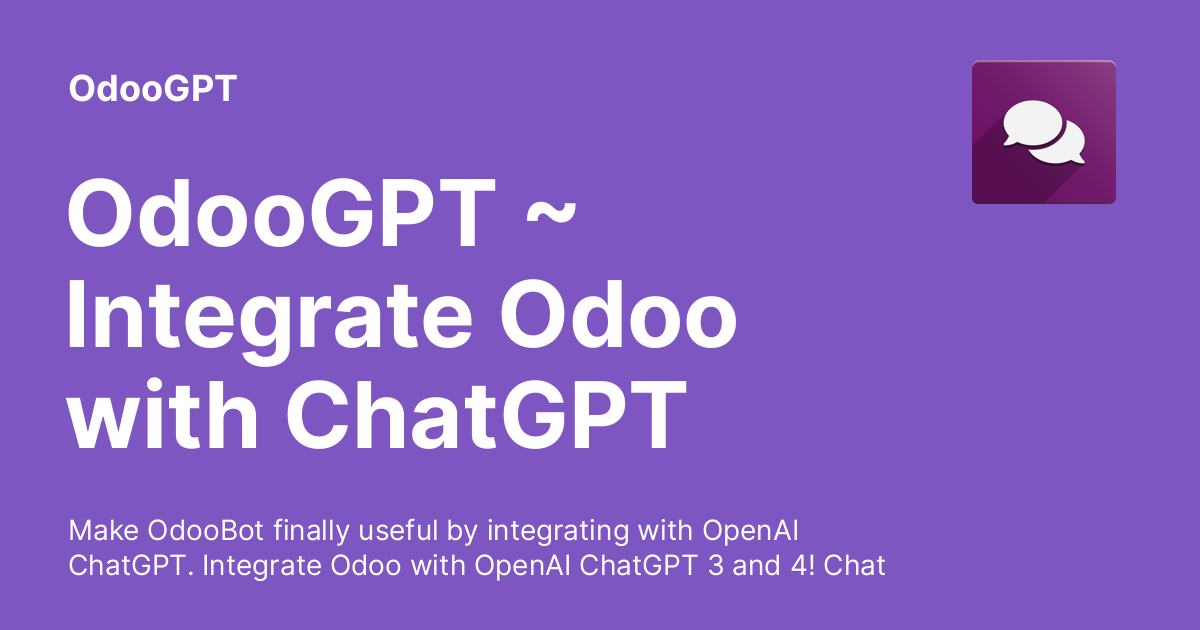 OdooGPT
OdooGPT ~
Integrate Odoo
with ChatGPT
Make OdooBot finally useful by integrating with OpenAI
ChatGPT. Integrate Odoo with OpenAI ChatGPT 3 and 4! Chat